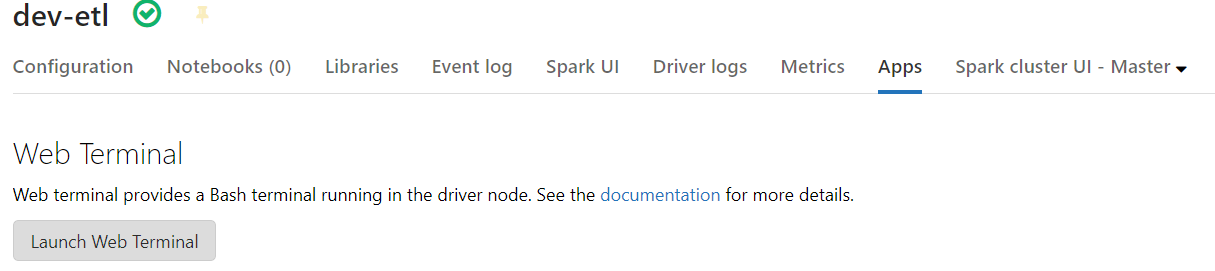 dev-etl
Configuration Notebooks (0) Libraries Event log Spark UI Driver logs Metrics Apps Spark cluster UI - Master
Web Terminal
Web terminal provides a Bash terminal running in the driver node. See the documentation for more details.
Launch Web Terminal